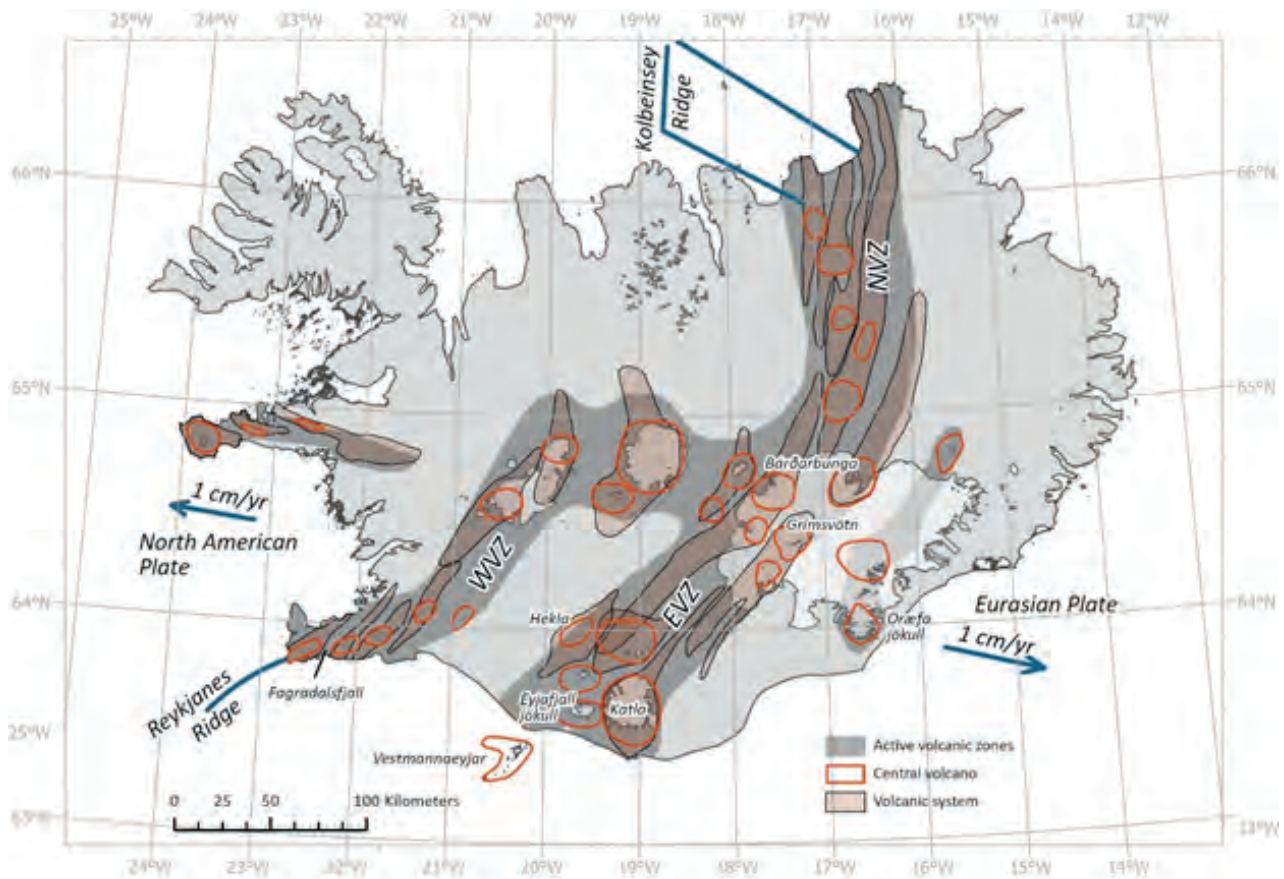 25°W 24°W 23°W 22°W 21°W 20°W 19°W 18°W 17°W 16°W 15°W 14°W 13°W 12°W
Kolbeinsey
Ridge
66°N
66°N
NVZ
65°N
65°N
Bárðarbunga
1 cm/yr
North American
Plate
Grímsvötn
WVZ
64°N
64°N
EVZ
Hekla
Eurasian Plate
Öræfa
jökull
1 cm/yr
Reykjanes
Ridge
Fagradalsfjall
Eyjafjall
jökull
Katla
25°W
Vestmannaeyjar
Active volcanic zones
Central volcano
Volcanic system
0 25 50 100 Kilometers
13°W
24°W 23°W 22°W 21°W 20°W 19°W 18°W 17°W 16°W 15°W 14°W